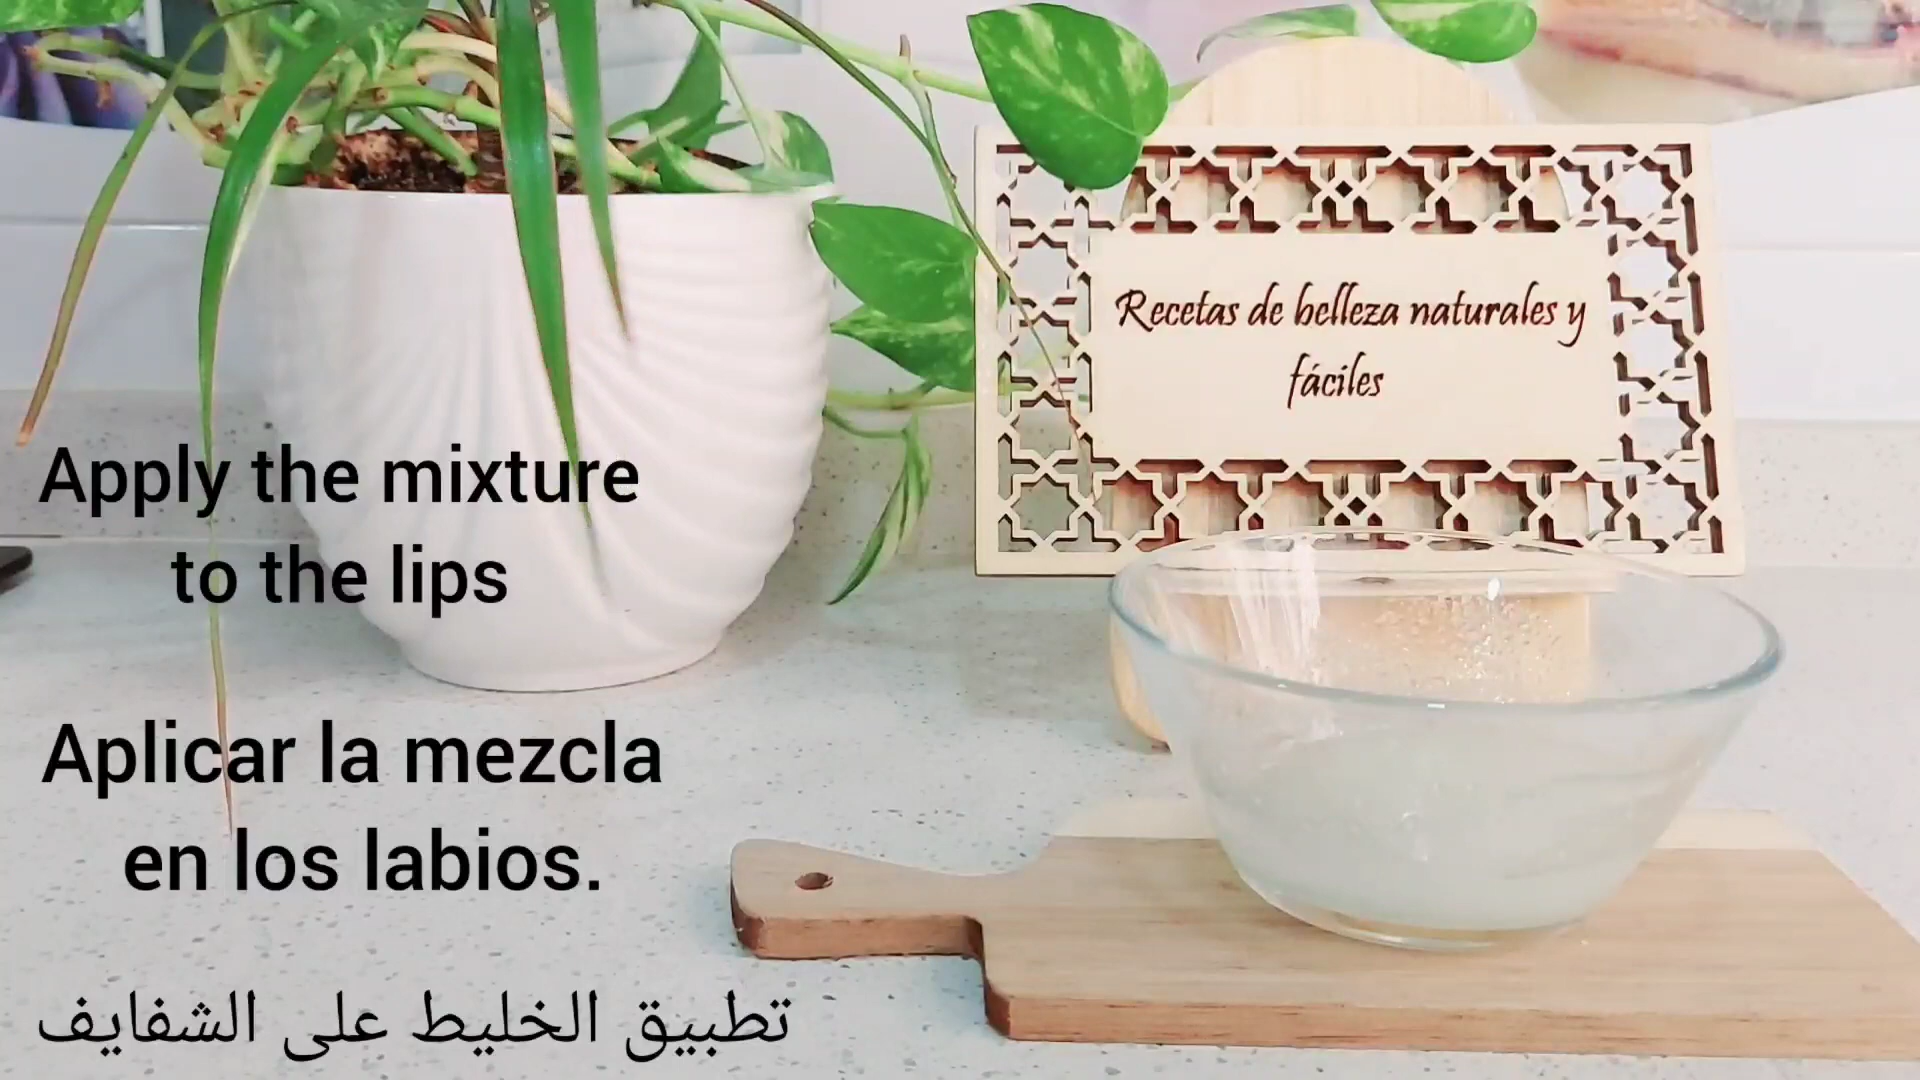 Recetas de belleza naturales y
fáciles
Apply the mixture
to the lips
Aplicar la mezcla
en los labios.
تطبيق الخليط على الشفايف